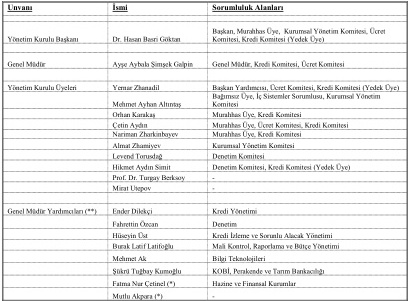 Unvanı İsmi Sorumluluk Alanları
Yönetim Kurulu Başkanı Dr. Hasan Basri Göktan Başkan, Murahhas Üye, Kurumsal Yönetim Komitesi, Ücret
Komitesi, Kredi Komitesi (Yedek Üye)
Genel Müdür Ayşe Aybala Şimşek Galpin Genel Müdür, Kredi Komitesi, Ücret Komitesi
Yönetim Kurulu Üyeleri Yernar Zhanadil Başkan Yardımcısı, Ücret Komitesi, Kredi Komitesi (Yedek Üye)
Mehmet Ayhan Altıntaş Bağımsız Üye, İç Sistemler Sorumlusu, Kurumsal Yönetim
Komitesi
Orhan Karakaş Murahhas Üye, Kredi Komitesi
Çetin Aydın Murahhas Üye, Ücret Komitesi, Kredi Komitesi
Nariman Zharkinbayev Murahhas Üye, Kredi Komitesi
Almat Zhamiyev Kurumsal Yönetim Komitesi
Levend Torusdağ Denetim Komitesi
Hikmet Aydın Simit Denetim Komitesi, Kredi Komitesi (Yedek Üye)
Prof. Dr. Turgay Berksoy -
Mirat Utepov -
Genel Müdür Yardımcıları (**) Ender Dilekçi Kredi Yönetimi
Fahrettin Özcan Denetim
Hüseyin Üst Kredi İzleme ve Sorunlu Alacak Yönetimi
Burak Latif Latifoğlu Mali Kontrol, Raporlama ve Bütçe Yönetimi
Mehmet Ak Bilgi Teknolojileri
Şükrü Tuğbay Kumoğlu KOBİ, Perakende ve Tarım Bankacılığı
Fatma Nur Çetinel (*) Hazine ve Finansal Kurumlar
Mutlu Akpara (*) -